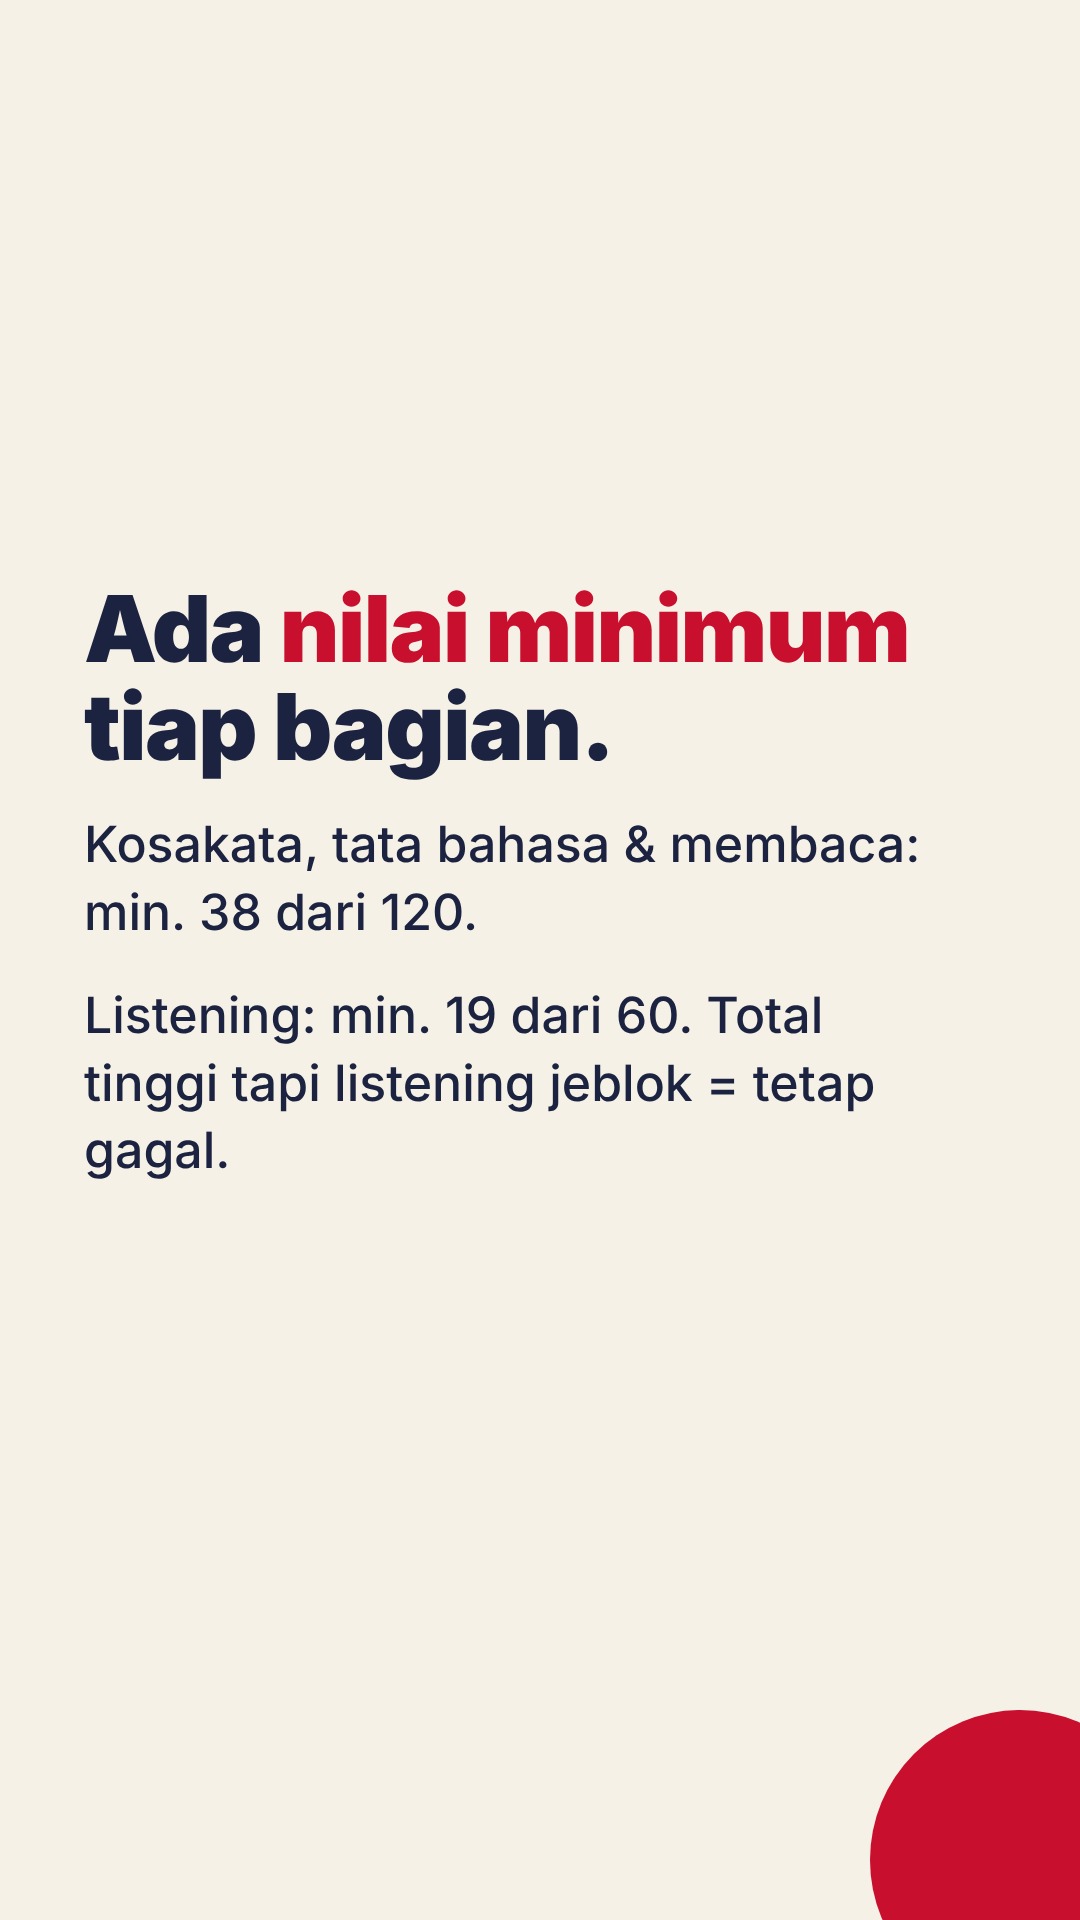 Ada nilai minimum
tiap bagian.
Kosakata, tata bahasa & membaca:
min. 38 dari 120.
Listening: min. 19 dari 60. Total
tinggi tapi listening jeblok = tetap
gagal.